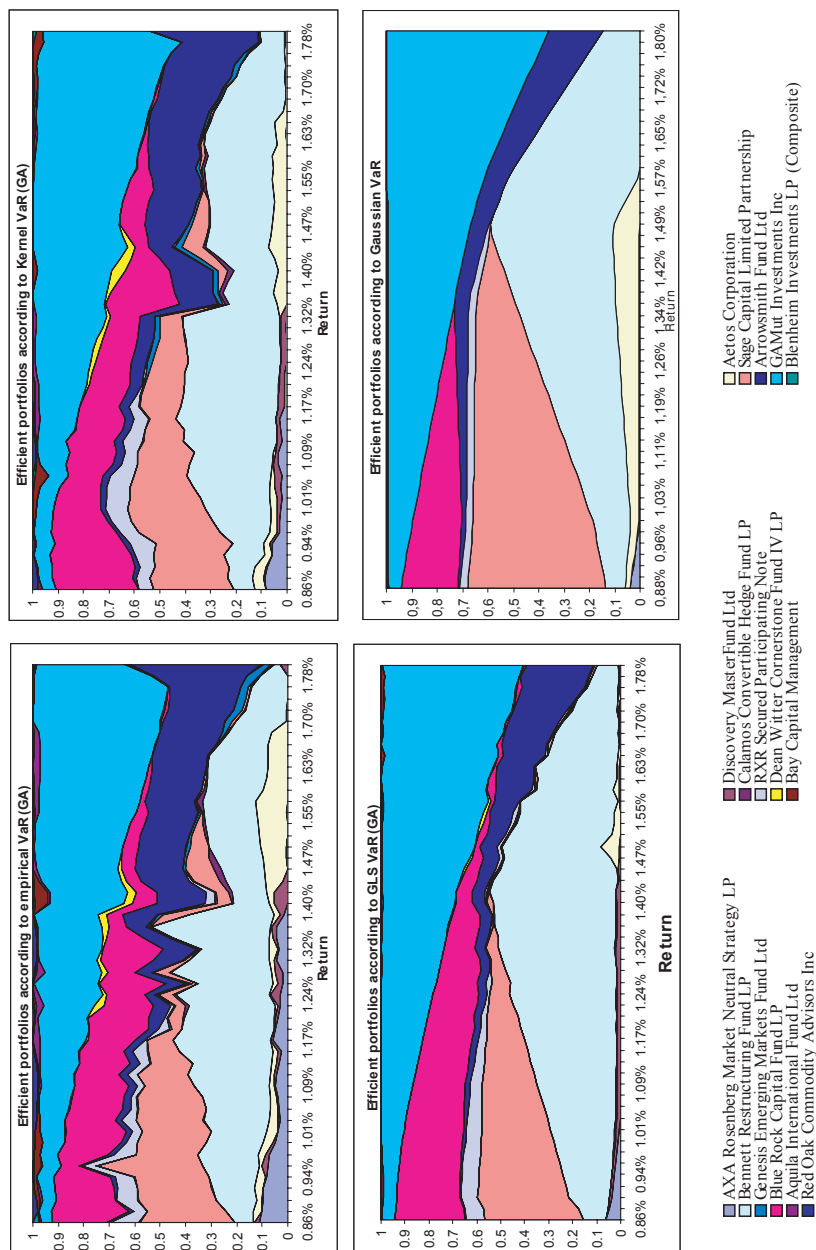 Efficient portfolios according to empirical VaR (GA)
1
0.9
0.8
0.7
0.6
0.5
0.4
0.3
0.2
0.1
0
0.86% 0.94% 1.01% 1.09% 1.17% 1.24% 1.32% 1.40% 1.47% 1.55% 1.63% 1.70% 1.78%
Return
Efficient portfolios according to Kernel VaR (GA)
1
0.9
0.8
0.7
0.6
0.5
0.4
0.3
0.2
0.1
0
0.86% 0.94% 1.01% 1.09% 1.17% 1.24% 1.32% 1.40% 1.47% 1.55% 1.63% 1.70% 1.78%
Return
Efficient portfolios according to GLS VaR (GA)
1
0.9
0.8
0.7
0.6
0.5
0.4
0.3
0.2
0.1
0
0.86% 0.94% 1.01% 1.09% 1.17% 1.24% 1.32% 1.40% 1.47% 1.55% 1.63% 1.70% 1.78%
Return
Efficient portfolios according to Gaussian VaR
1
0,9
0,8
0,7
0,6
0,5
0,4
0,3
0,2
0,1
0
0,88% 0,96% 1,03% 1,11% 1,19% 1,26% 1,34% 1,42% 1,49% 1,57% 1,65% 1,72% 1,80%
Return
AXA Rosenberg Market Neutral Strategy LP
Bennett Restructuring Fund LP
Genesis Emerging Markets Fund Ltd
Blue Rock Capital Fund LP
Aquila International Fund Ltd
Red Oak Commodity Advisors Inc
Discovery MasterFund Ltd
Calamos Convertible Hedge Fund LP
RXR Secured Participating Note
Dean Witter Cornerstone Fund IV LP
Bay Capital Management
Aetos Corporation
Sage Capital Limited Partnership
Arrowsmith Fund Ltd
GAMut Investments Inc
Blenheim Investments LP (Composite)